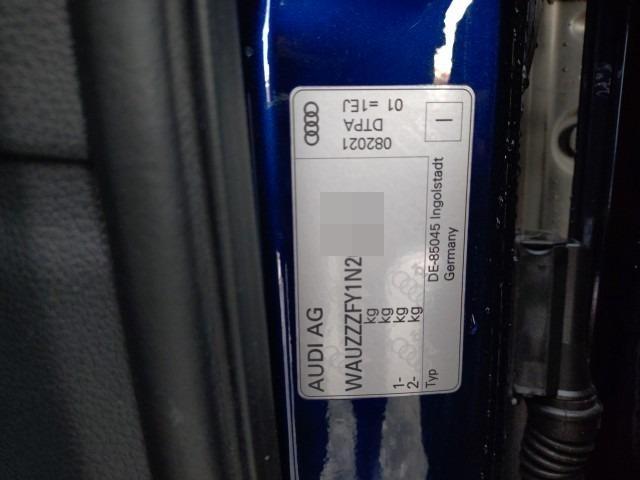 AUDI AG
WAUZZZFY1N2
kg
kg
1- kg
2- kg
Typ
DE-85045 Ingolstadt
Germany
082021
DTPA
01 =1EJ
I